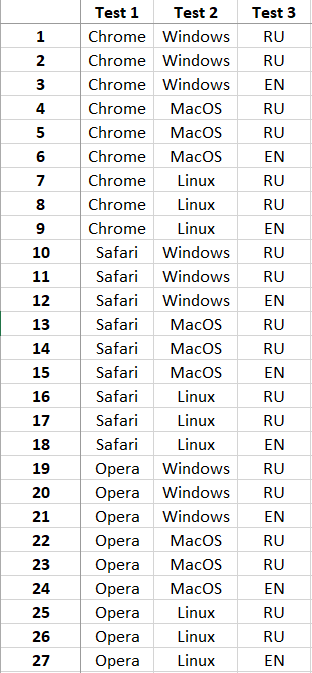 Test 1 Test 2 Test 3
1 Chrome Windows RU
2 Chrome Windows RU
3 Chrome Windows EN
4 Chrome MacOS RU
5 Chrome MacOS RU
6 Chrome MacOS EN
7 Chrome Linux RU
8 Chrome Linux RU
9 Chrome Linux EN
10 Safari Windows RU
11 Safari Windows RU
12 Safari Windows EN
13 Safari MacOS RU
14 Safari MacOS RU
15 Safari MacOS EN
16 Safari Linux RU
17 Safari Linux RU
18 Safari Linux EN
19 Opera Windows RU
20 Opera Windows RU
21 Opera Windows EN
22 Opera MacOS RU
23 Opera MacOS RU
24 Opera MacOS EN
25 Opera Linux RU
26 Opera Linux RU
27 Opera Linux EN